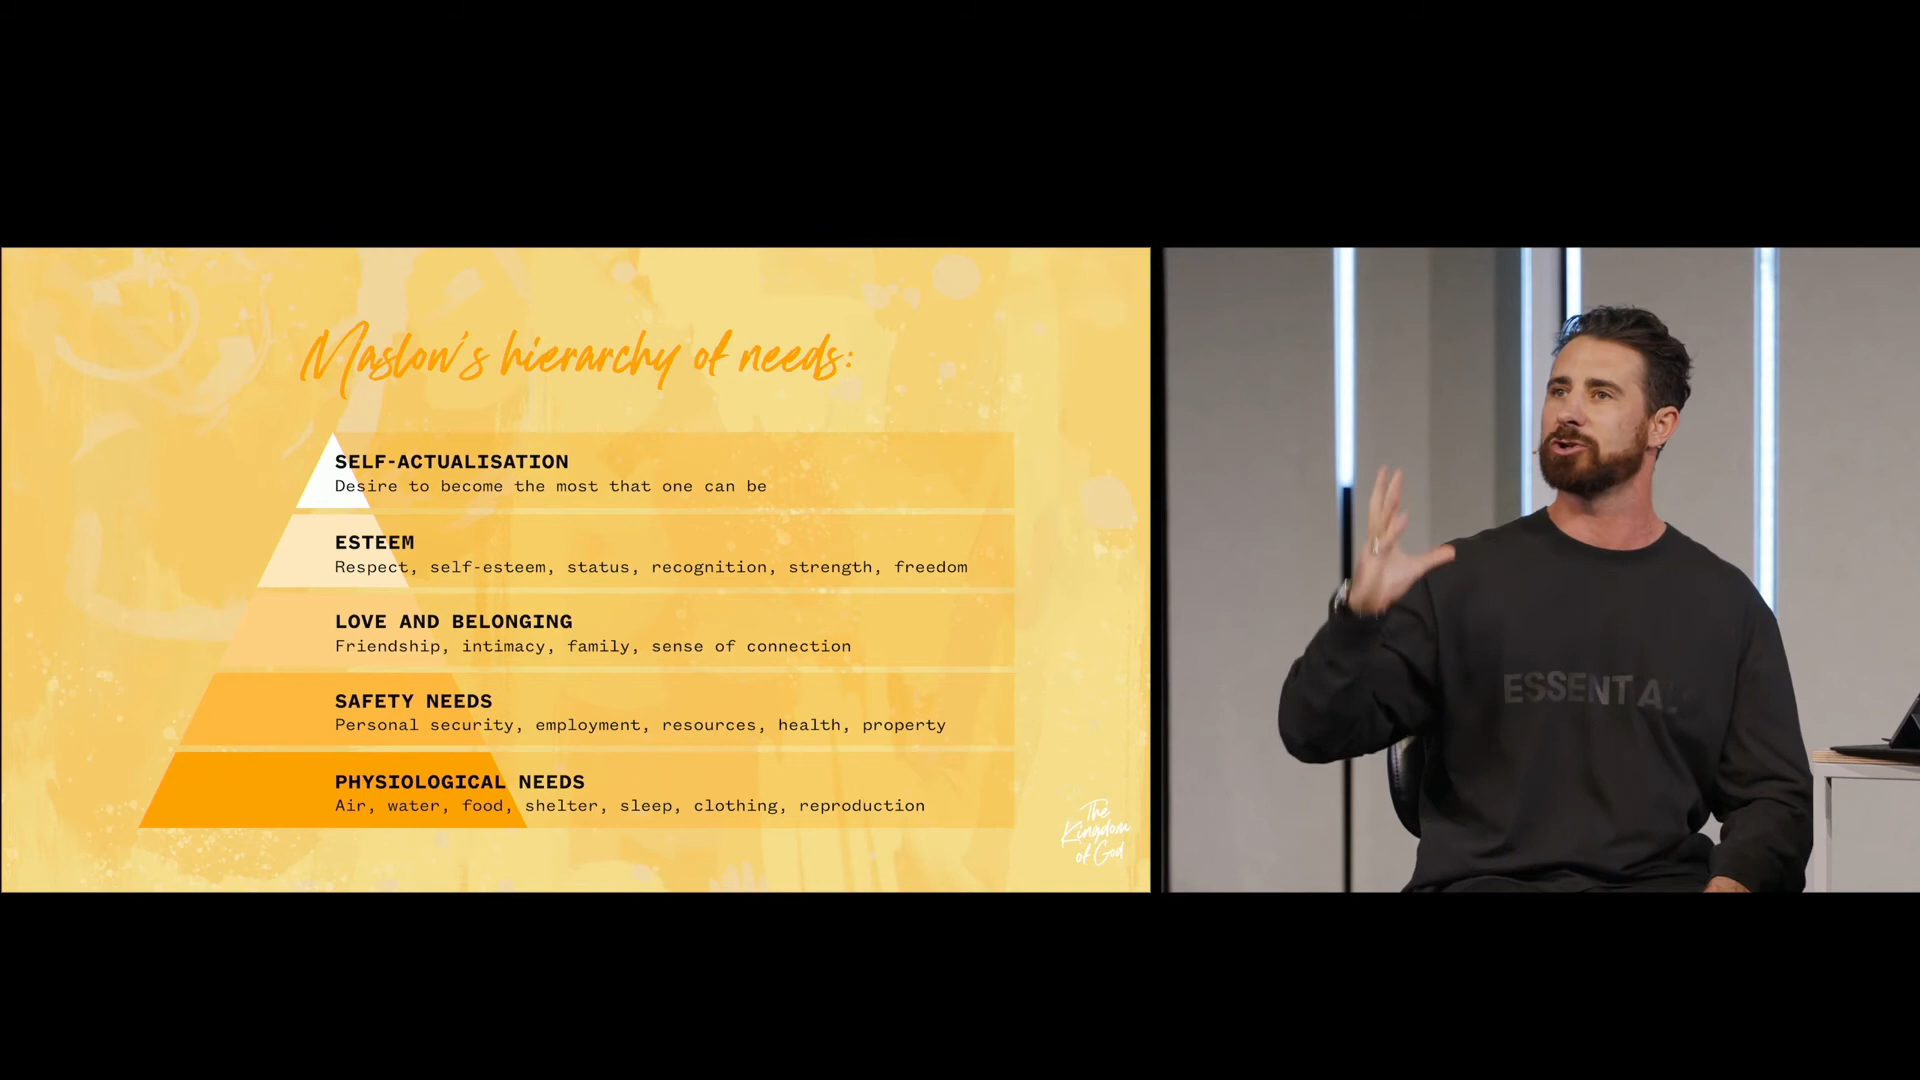 Maslow's hierarchy of needs:
SELF-ACTUALISATION
Desire to become the most that one can be
ESTEEM
Respect, self-esteem, status, recognition, strength, freedom
LOVE AND BELONGING
Friendship, intimacy, family, sense of connection
SAFETY NEEDS
Personal security, employment, resources, health, property
PHYSIOLOGICAL NEEDS
Air, water, food, shelter, sleep, clothing, reproduction
The
Kingdom
of God